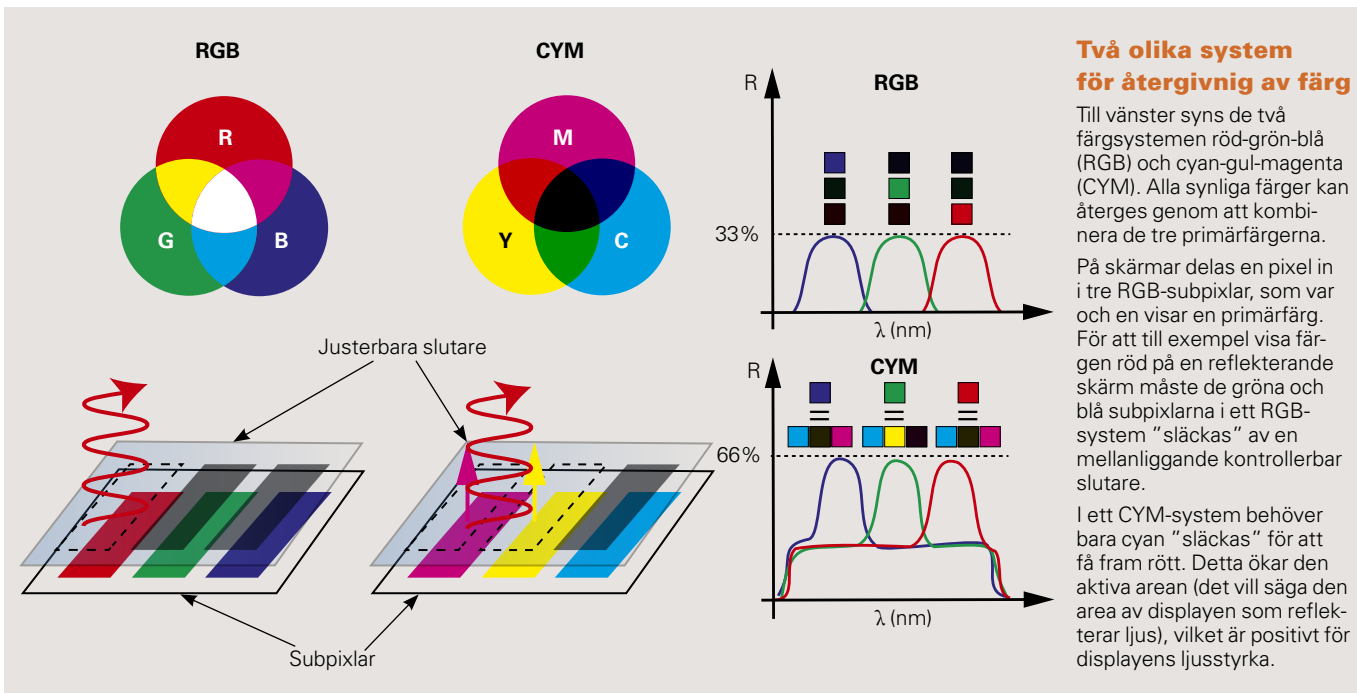 RGB
R
G
B
CYM
M
Y
C
Justerbara slutare
Subpixlar
R
RGB
33 %
λ (nm)
R
CYM
66 %
λ (nm)
Två olika system
för återgivnig av färg
Till vänster syns de två
färgsystemen röd-grön-blå
(RGB) och cyan-gul-magenta
(CYM). Alla synliga färger kan
återges genom att kombi-
nera de tre primärfärgerna.
På skärmar delas en pixel in
i tre RGB-subpixlar, som var
och en visar en primärfärg.
För att till exempel visa fär-
gen röd på en reflekterande
skärm måste de gröna och
blå subpixlarna i ett RGB-
system ”släckas” av en
mellanliggande kontrollerbar
slutare.
I ett CYM-system behöver
bara cyan ”släckas” för att
få fram rött. Detta ökar den
aktiva arean (det vill säga den
area av displayen som reflek-
terar ljus), vilket är positivt för
displayens ljusstyrka.